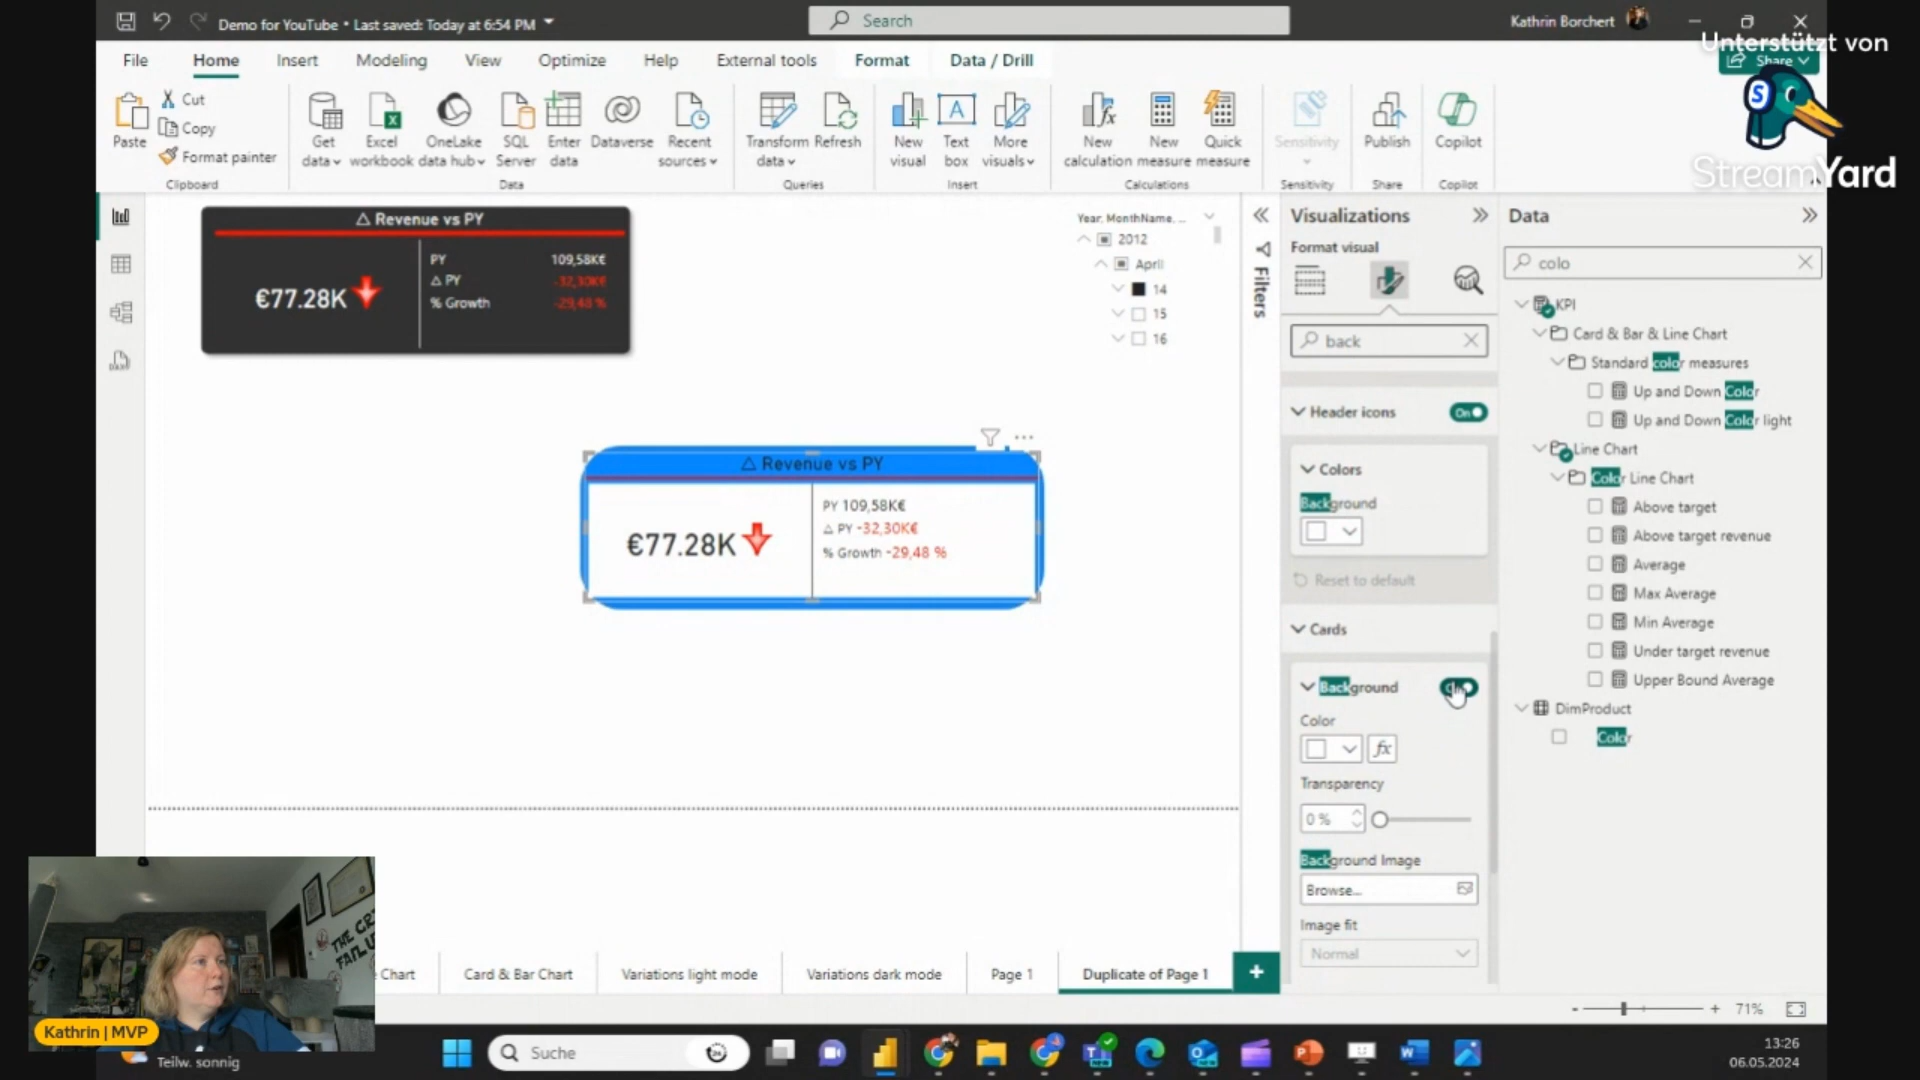 Demo for YouTube • Last saved: Today at 6:54 PM
Search
Kathrin Borchert
Unterstützt von
StreamYard
File Home Insert Modeling View Optimize Help External tools Format Data / Drill
Share
Paste
Cut
Copy
Format painter
Clipboard
Get data
Excel workbook
OneLake data hub
SQL Server
Enter data
Dataverse
Recent sources
Data
Transform data
Refresh
Queries
New visual
Text box
More visuals
Insert
New calculation
New measure
Quick measure
Calculations
Sensitivity
Sensitivity
Publish
Share
Copilot
Copilot
△ Revenue vs PY
€77.28K
PY 109,58K€
△ PY -32,30K€
% Growth -29,48 %
Year, MonthName, ...
2012
April
14
15
16
△ Revenue vs PY
€77.28K
PY 109,58K€
△ PY -32,30K€
% Growth -29,48 %
Filters
Visualizations
Format visual
back
Header icons On
Colors
Background
Reset to default
Cards
Background
Color
fx
Transparency
0 %
Background Image
Browse...
Image fit
Normal
Data
colo
KPI
Card & Bar & Line Chart
Standard color measures
Up and Down Color
Up and Down Color light
Line Chart
Color Line Chart
Above target
Above target revenue
Average
Max Average
Min Average
Under target revenue
Upper Bound Average
DimProduct
Color
Chart
Card & Bar Chart
Variations light mode
Variations dark mode
Page 1
Duplicate of Page 1
+
- + 71%
Kathrin | MVP
Teilw. sonnig
Suche
13:26
06.05.2024